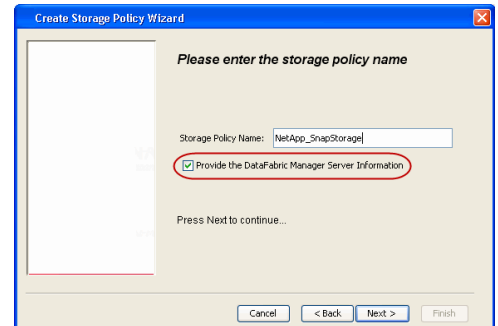 Create Storage Policy Wizard
Please enter the storage policy name
Storage Policy Name: NetApp_SnapStorage
Provide the DataFabric Manager Server Information
Press Next to continue...
Cancel < Back Next > Finish